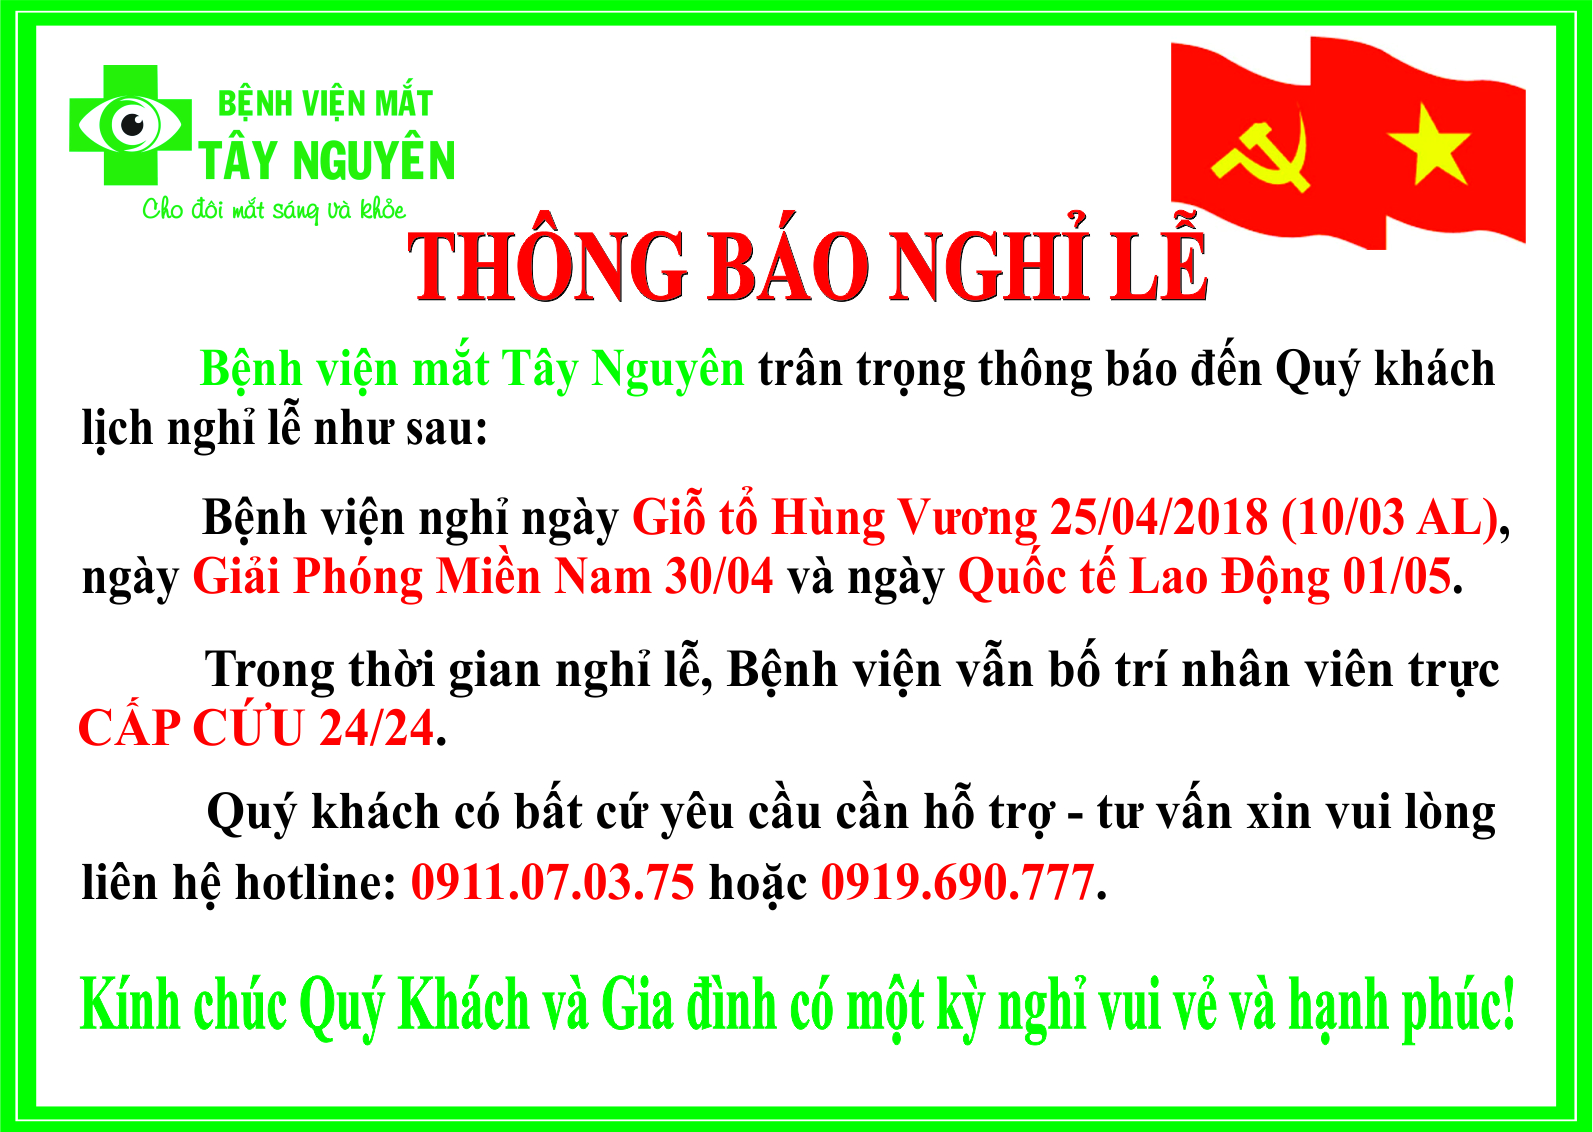 BỆNH VIỆN MẮT
TÂY NGUYÊN
Cho đôi mắt sáng và khỏe
THÔNG BÁO NGHỈ LỄ
Bệnh viện mắt Tây Nguyên trân trọng thông báo đến Quý khách
lịch nghỉ lễ như sau:
Bệnh viện nghỉ ngày Giỗ tổ Hùng Vương 25/04/2018 (10/03 AL),
ngày Giải Phóng Miền Nam 30/04 và ngày Quốc tế Lao Động 01/05.
Trong thời gian nghỉ lễ, Bệnh viện vẫn bố trí nhân viên trực
CẤP CỨU 24/24.
Quý khách có bất cứ yêu cầu cần hỗ trợ - tư vấn xin vui lòng
liên hệ hotline: 0911.07.03.75 hoặc 0919.690.777.
Kính chúc Quý Khách và Gia đình có một kỳ nghỉ vui vẻ và hạnh phúc!